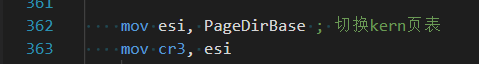 361
362 mov esi, PageDirBase ; 切换kern页表
363 mov cr3, esi